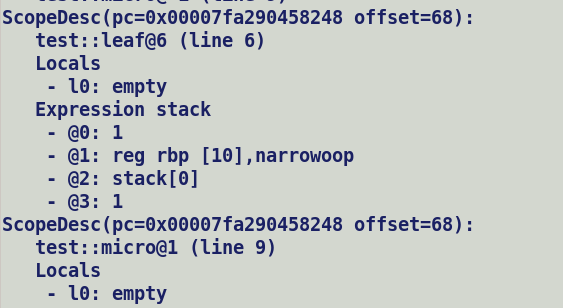 ScopeDesc(pc=0x00007fa290458248 offset=68):
   test::leaf@6 (line 6)
   Locals
    - l0: empty
   Expression stack
    - @0: 1
    - @1: reg rbp [10],narrowoop
    - @2: stack[0]
    - @3: 1
ScopeDesc(pc=0x00007fa290458248 offset=68):
   test::micro@1 (line 9)
   Locals
    - l0: empty